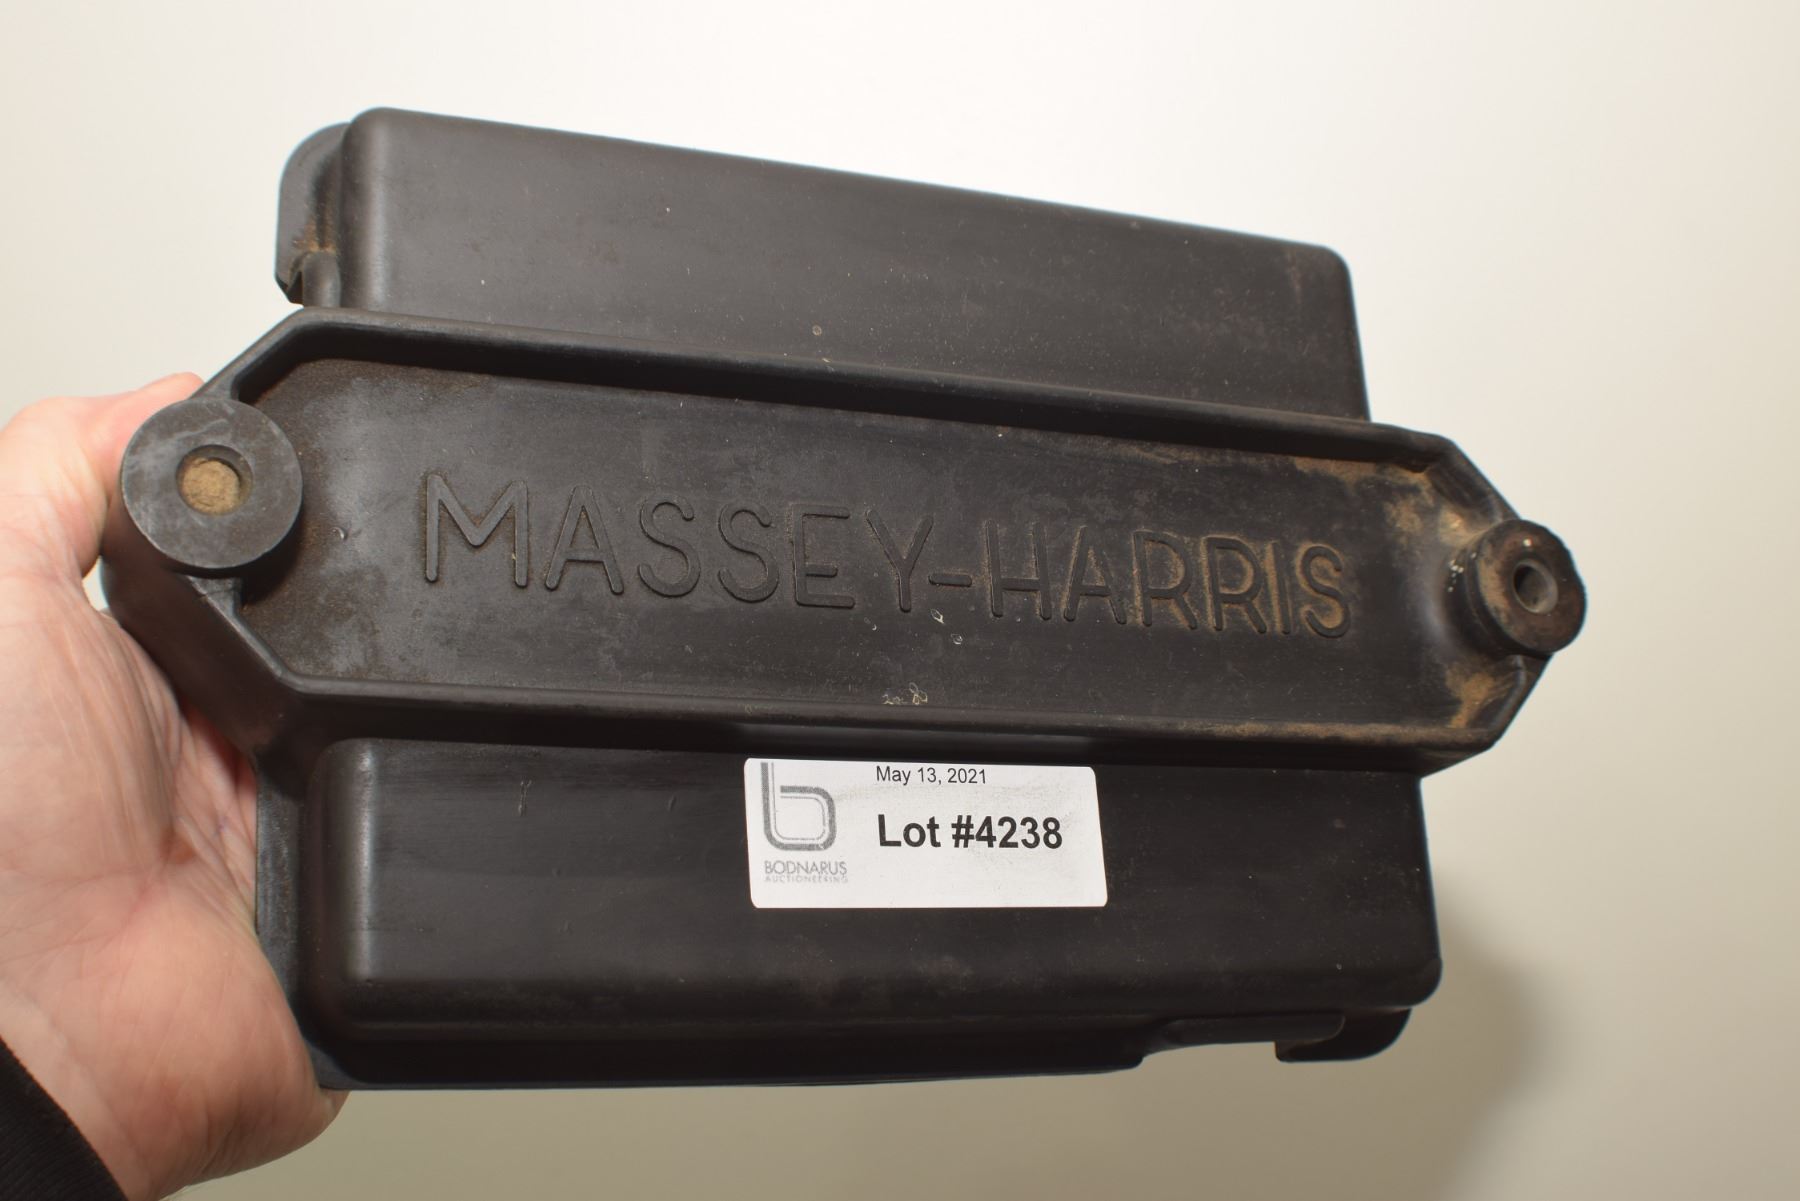 MASSEY-HARRIS
May 13, 2021
Lot #4238
BODNARUS
AUCTIONEERING